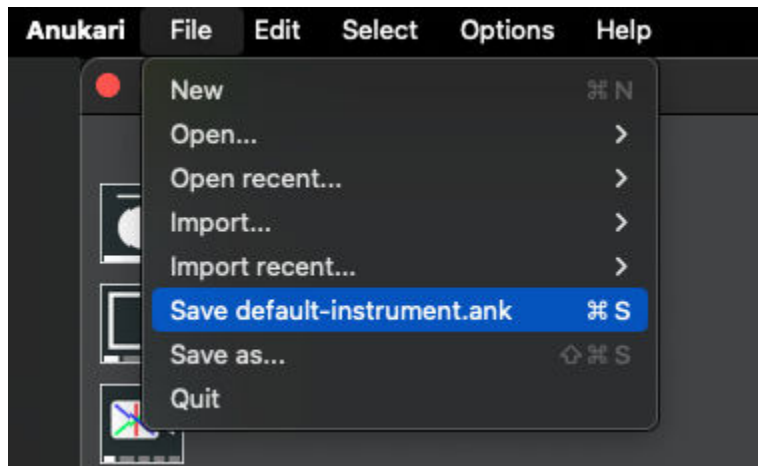 Anukari File Edit Select Options Help
New ⌘ N
Open... >
Open recent... >
Import... >
Import recent... >
Save default-instrument.ank ⌘ S
Save as... ⇧ ⌘ S
Quit